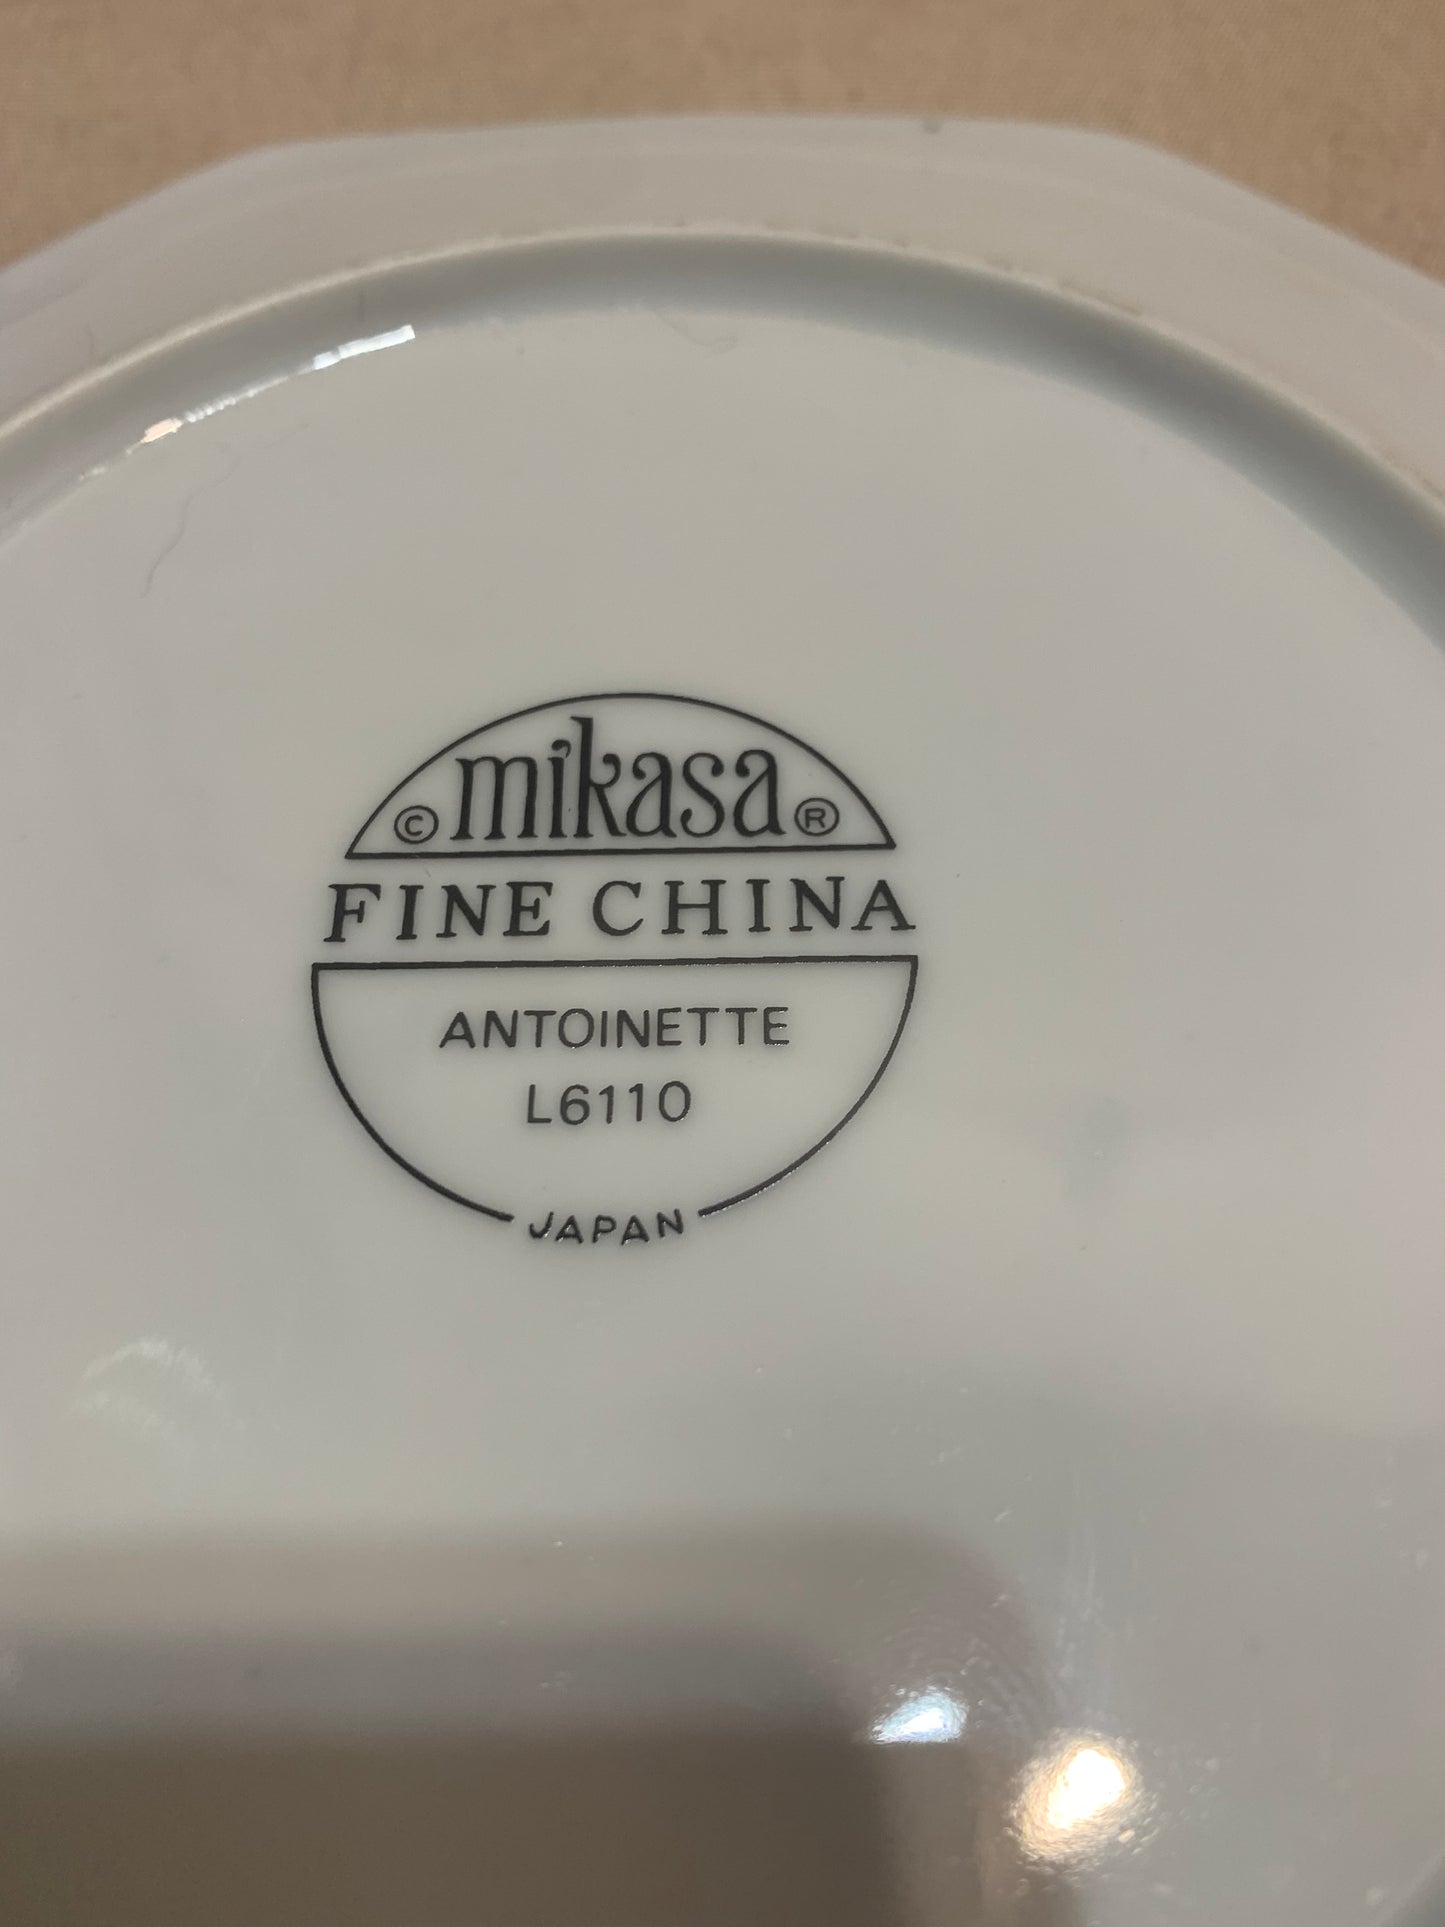 © mikasa ®
FINE CHINA
ANTOINETTE
L6110
JAPAN